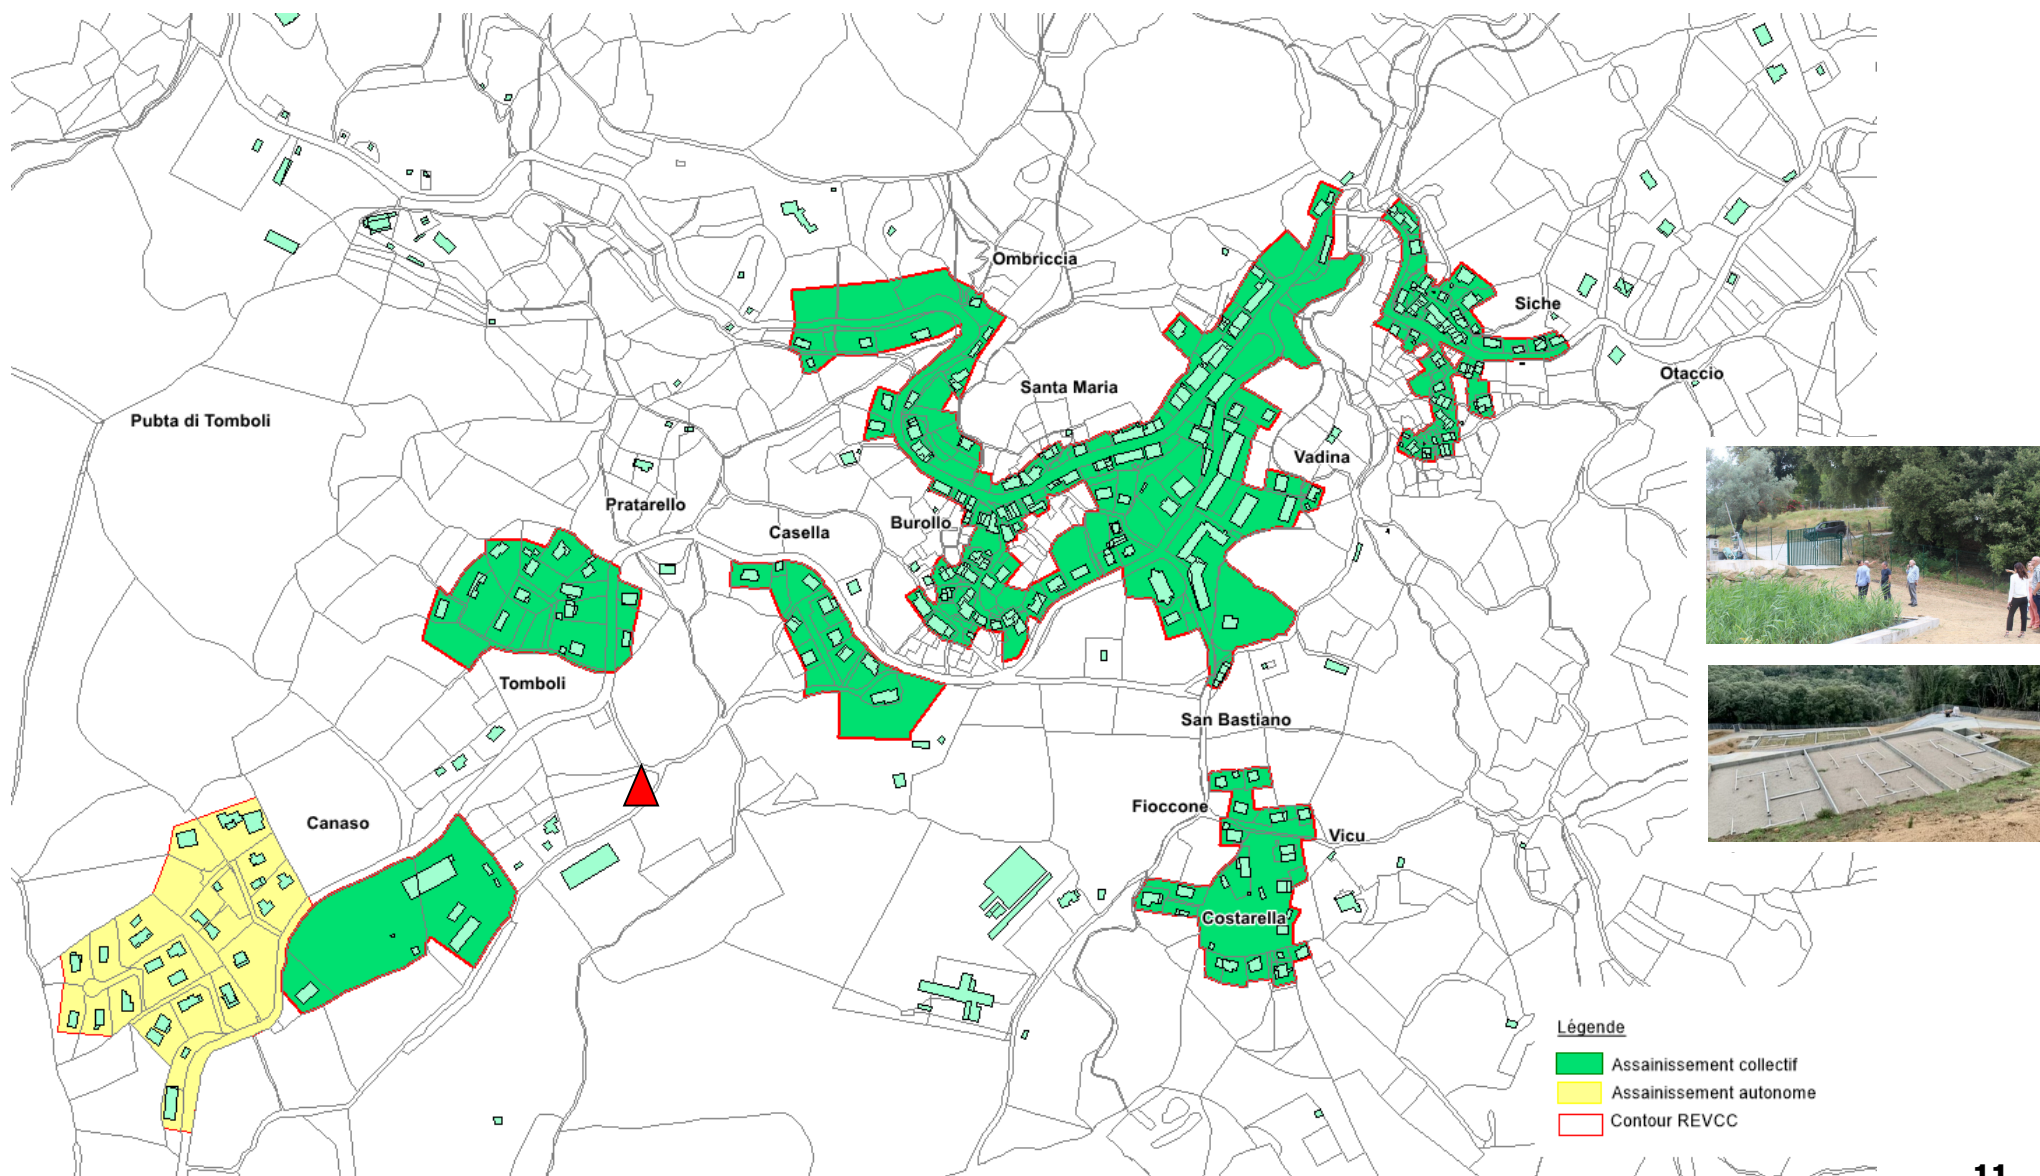 Ombriccia
Siche
Otaccio
Santa Maria
Pubta di Tomboli
Vadina
Pratarello
Burollo
Casella
Tomboli
San Bastiano
Fioccone
Vicu
Canaso
Costarella
Légende
Assainissement collectif
Assainissement autonome
Contour REVCC
11